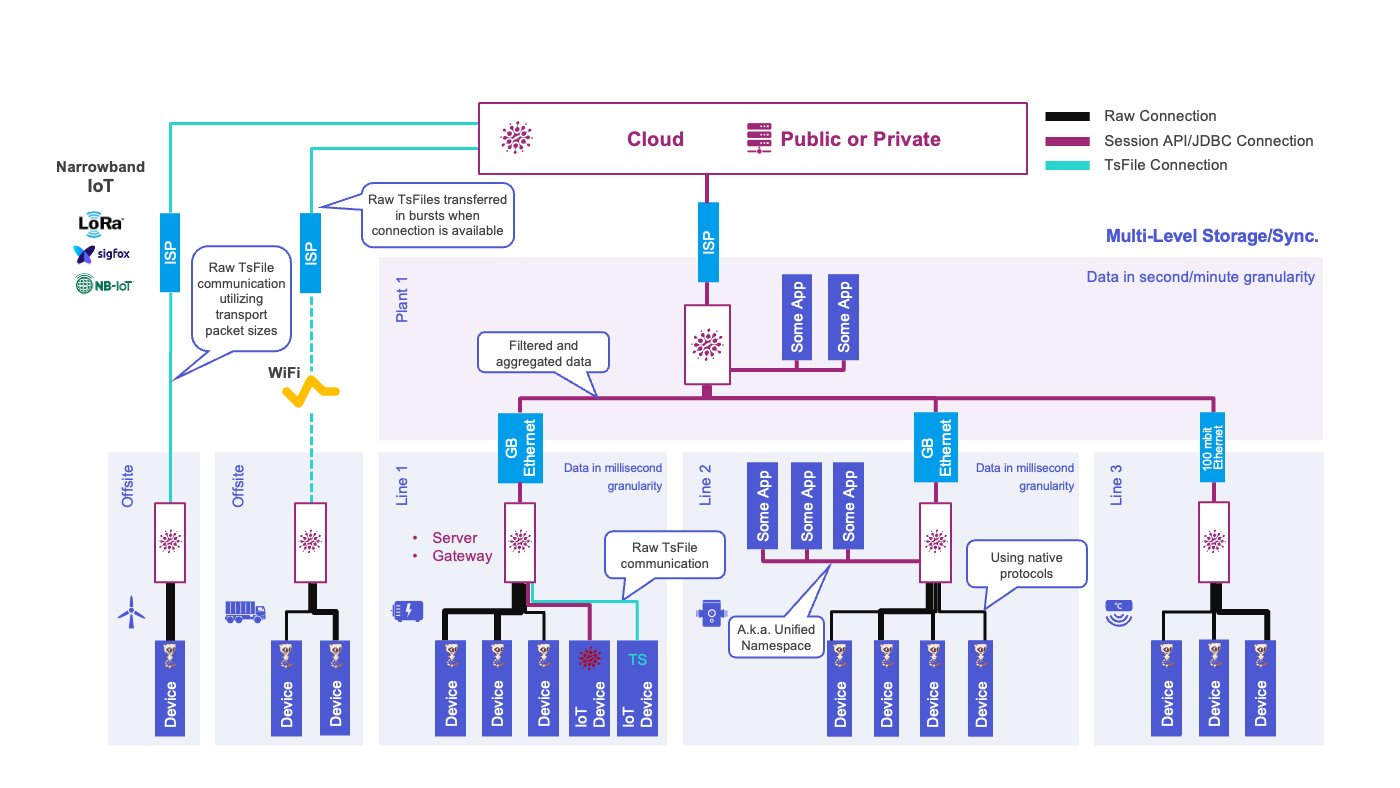 Cloud
Public or Private
Raw Connection
Session API/JDBC Connection
TsFile Connection
Narrowband
IoT
LoRa
sigfox
NB-IoT
ISP
ISP
ISP
Raw TsFiles transferred
in bursts when
connection is available
Raw TsFile
communication
utilizing
transport
packet sizes
WiFi
Multi-Level Storage/Sync.
Data in second/minute granularity
Plant 1
Some App
Some App
Filtered and
aggregated data
GB
Ethernet
GB
Ethernet
100 mbit
Ethernet
Offsite
Offsite
Line 1
Data in millisecond
granularity
• Server
• Gateway
Raw TsFile
communication
Line 2
Some App
Some App
Some App
Data in millisecond
granularity
Using native
protocols
A.k.a. Unified
Namespace
Line 3
°C
Device
Device
Device
Device
Device
Device
IoT
Device
TS
IoT
Device
Device
Device
Device
Device
Device
Device
Device